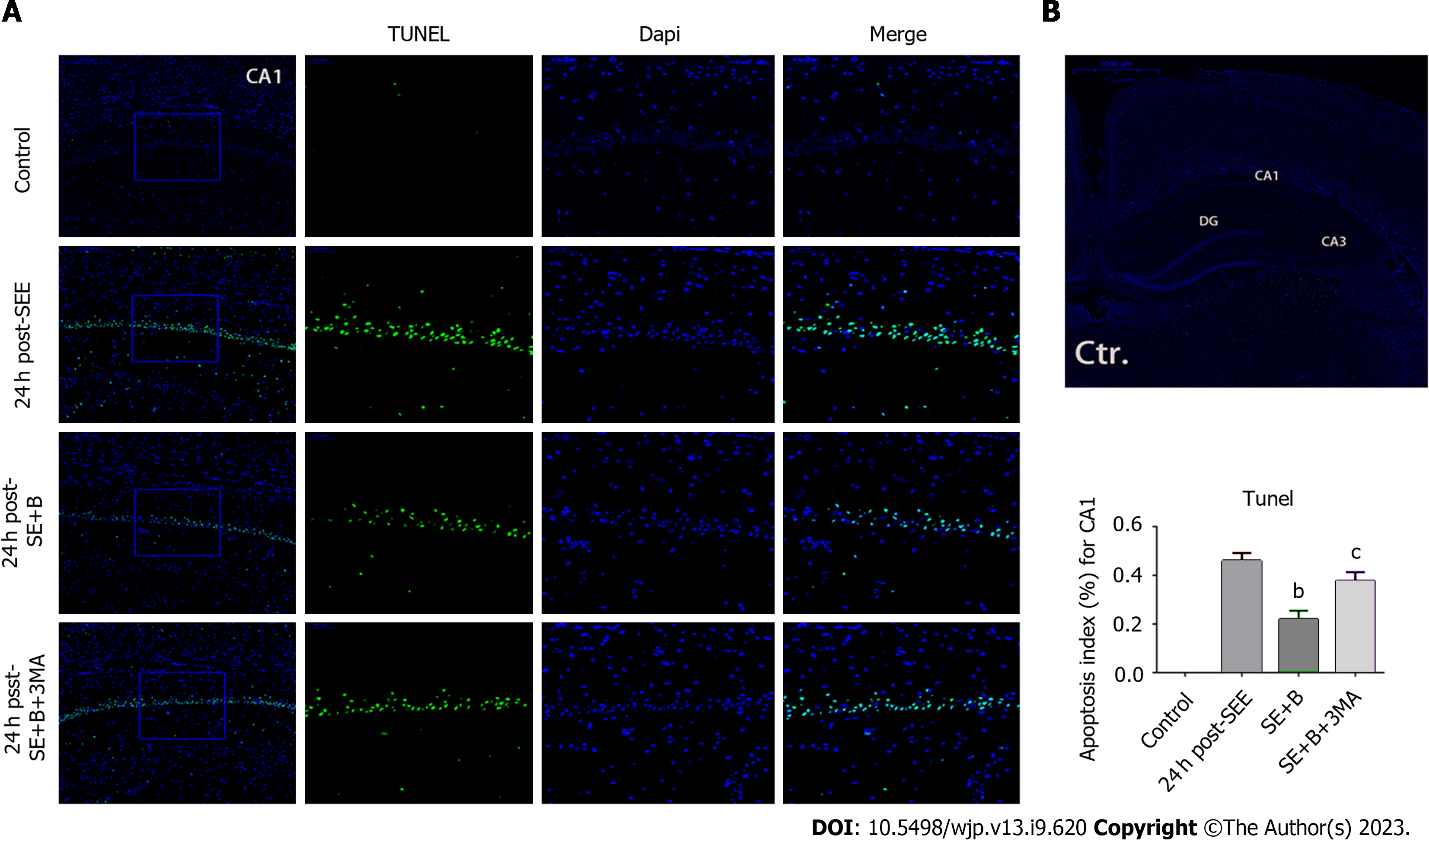 A
B
TUNEL
Dapi
Merge
Control
CA1
24 h post-SEE
24 h post-
SE+B
24 h psst-
SE+B+3MA
CA1
DG
CA3
Ctr.
Tunel
Apoptosis index (%) for CA1
0.6
0.4
0.2
0.0
b
c
Control
24 h post-SEE
SE+B
SE+B+3MA
DOI: 10.5498/wjp.v13.i9.620 Copyright ©The Author(s) 2023.